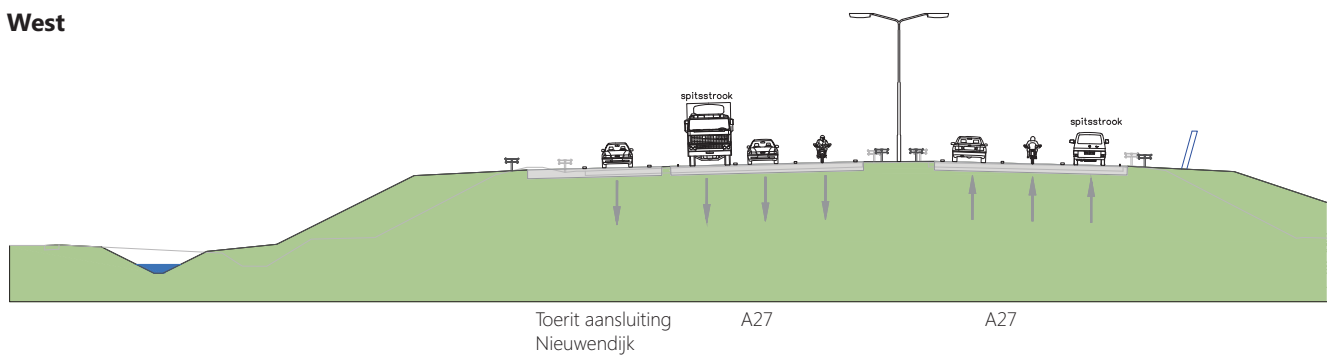 West
spitsstrook
spitsstrook
Toerit aansluiting
Nieuwendijk
A27
A27